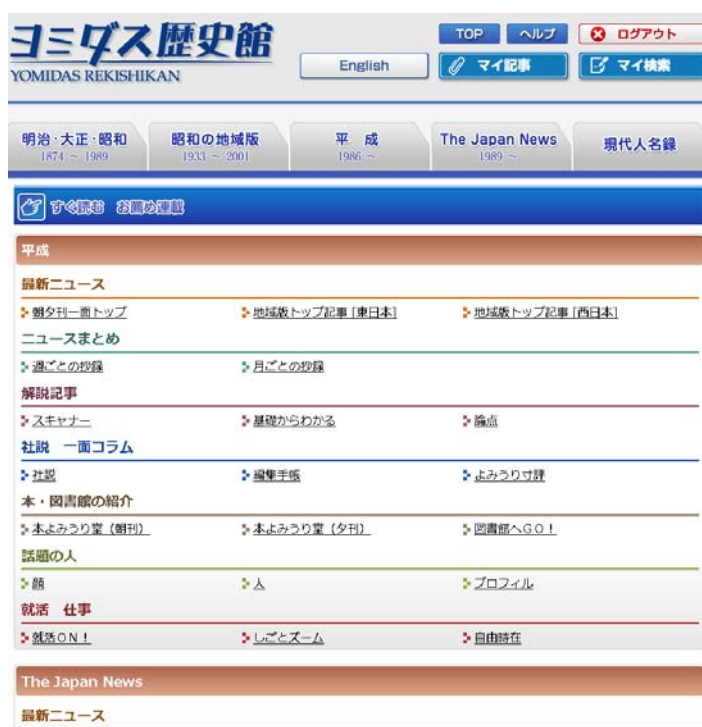 ヨミダス歴史館
YOMIDAS REKISHIKAN
TOP ヘルプ ログアウト
English マイ記事 マイ検索
明治・大正・昭和 昭和の地域版 平 成 The Japan News 現代人名録
1874 ~ 1989 1933 ~ 2001 1986 ~ 1989 ~
すぐ読む お薦め連載
平成
最新ニュース
朝夕刊一面トップ 地域版トップ記事 [東日本] 地域版トップ記事 [西日本]
ニュースまとめ
週ごとの抄録 月ごとの抄録
解説記事
スキャナー 基礎からわかる 論点
社説 一面コラム
社説 編集手帳 よみうり寸評
本・図書館の紹介
本よみうり堂(朝刊) 本よみうり堂(夕刊) 図書館へGO!
話題の人
顔 人 プロフィル
就活 仕事
就活ON! しごとズーム 自由時在
The Japan News
最新ニュース